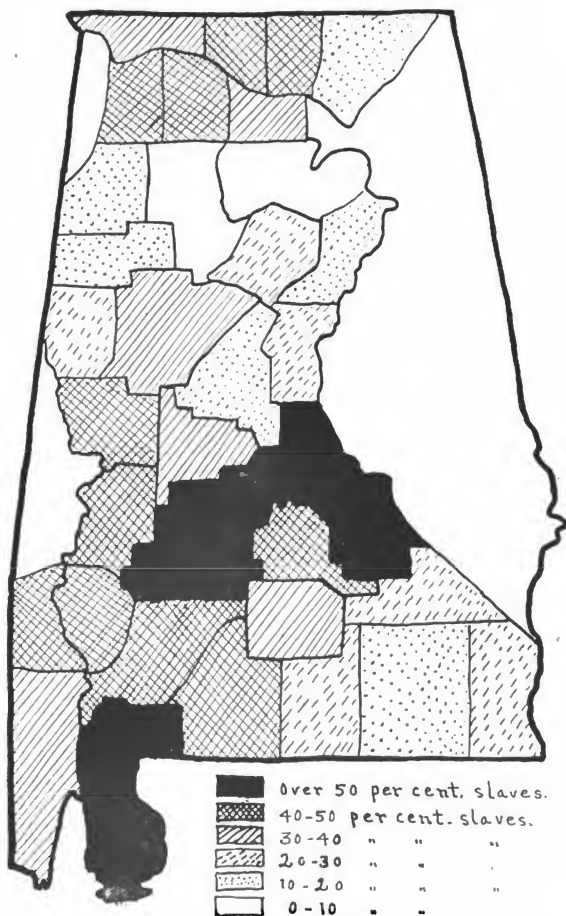 Over 50 per cent. slaves.
40-50 per cent. slaves.
30-40 " " "
20-30 " "
10-20 " " "
0-10 " "